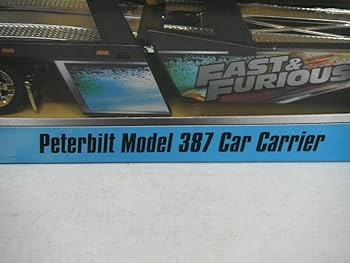 FAST &
FURIOUS
Peterbilt Model 387 Car Carrier